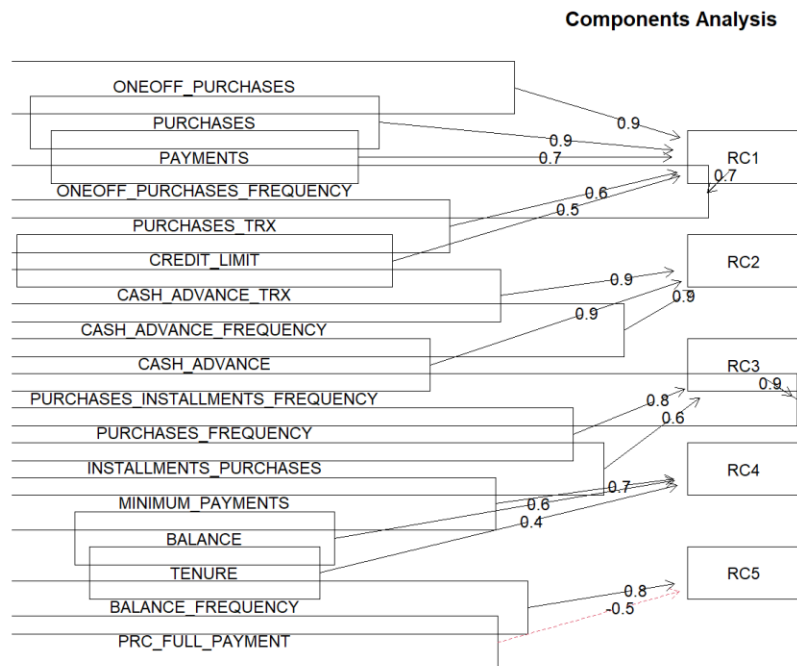 Components Analysis
ONEOFF_PURCHASES
PURCHASES
0.9
0.9
PAYMENTS
0.7
RC1
0.7
ONEOFF_PURCHASES_FREQUENCY
0.6
PURCHASES_TRX
0.5
CREDIT_LIMIT
RC2
0.9
CASH_ADVANCE_TRX
0.9
0.9
CASH_ADVANCE_FREQUENCY
CASH_ADVANCE
RC3
0.9
PURCHASES_INSTALLMENTS_FREQUENCY
0.8
0.6
PURCHASES_FREQUENCY
INSTALLMENTS_PURCHASES
RC4
0.7
MINIMUM_PAYMENTS
0.6
0.4
BALANCE
TENURE
RC5
0.8
BALANCE_FREQUENCY
-0.5
PRC_FULL_PAYMENT